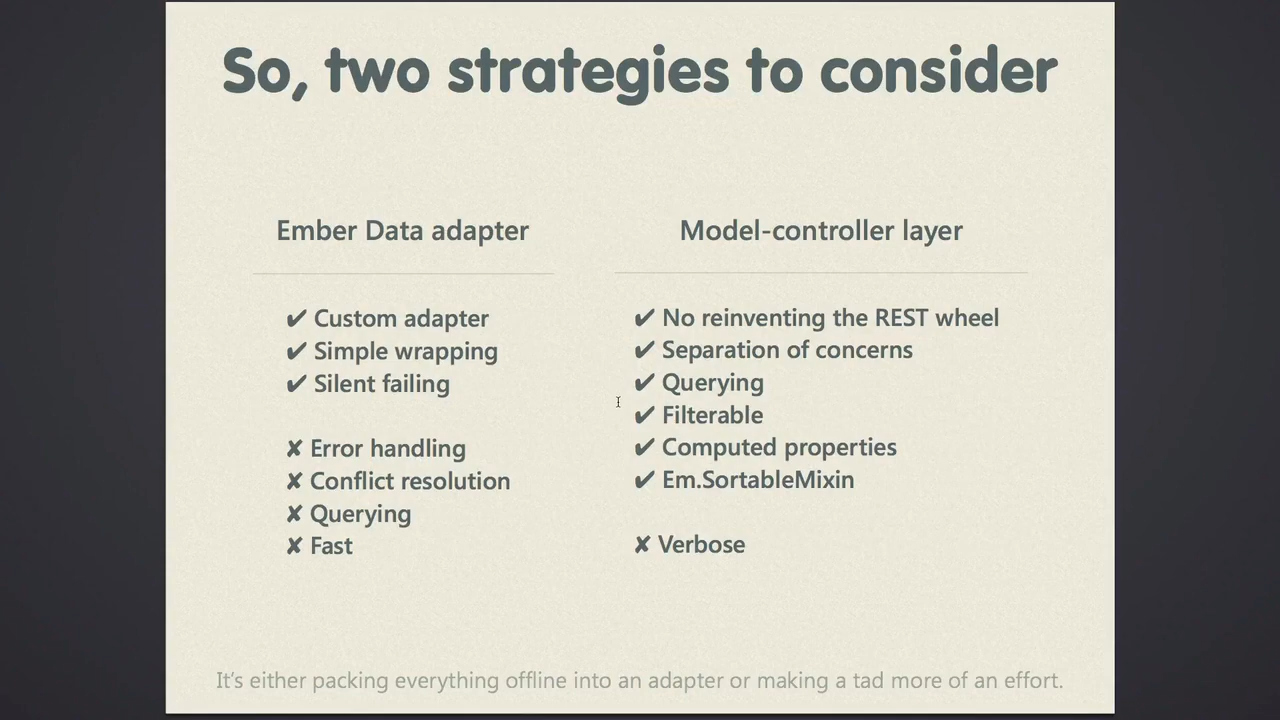 So, two strategies to consider
Ember Data adapter
✔ Custom adapter
✔ Simple wrapping
✔ Silent failing
✘ Error handling
✘ Conflict resolution
✘ Querying
✘ Fast
Model-controller layer
✔ No reinventing the REST wheel
✔ Separation of concerns
✔ Querying
✔ Filterable
✔ Computed properties
✔ Em.SortableMixin
✘ Verbose
It's either packing everything offline into an adapter or making a tad more of an effort.